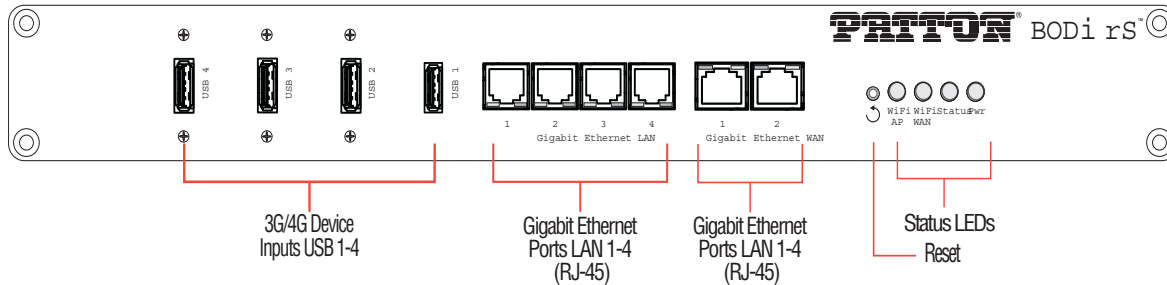 PATTON® BODi rS™
USB 4
USB 3
USB 2
USB 1
1 2 3 4
Gigabit Ethernet LAN
1 2
Gigabit Ethernet WAN
WiFi AP
WiFi WAN
Status
Pwr
3G/4G Device
Inputs USB 1-4
Gigabit Ethernet
Ports LAN 1-4
(RJ-45)
Gigabit Ethernet
Ports LAN 1-4
(RJ-45)
Status LEDs
Reset